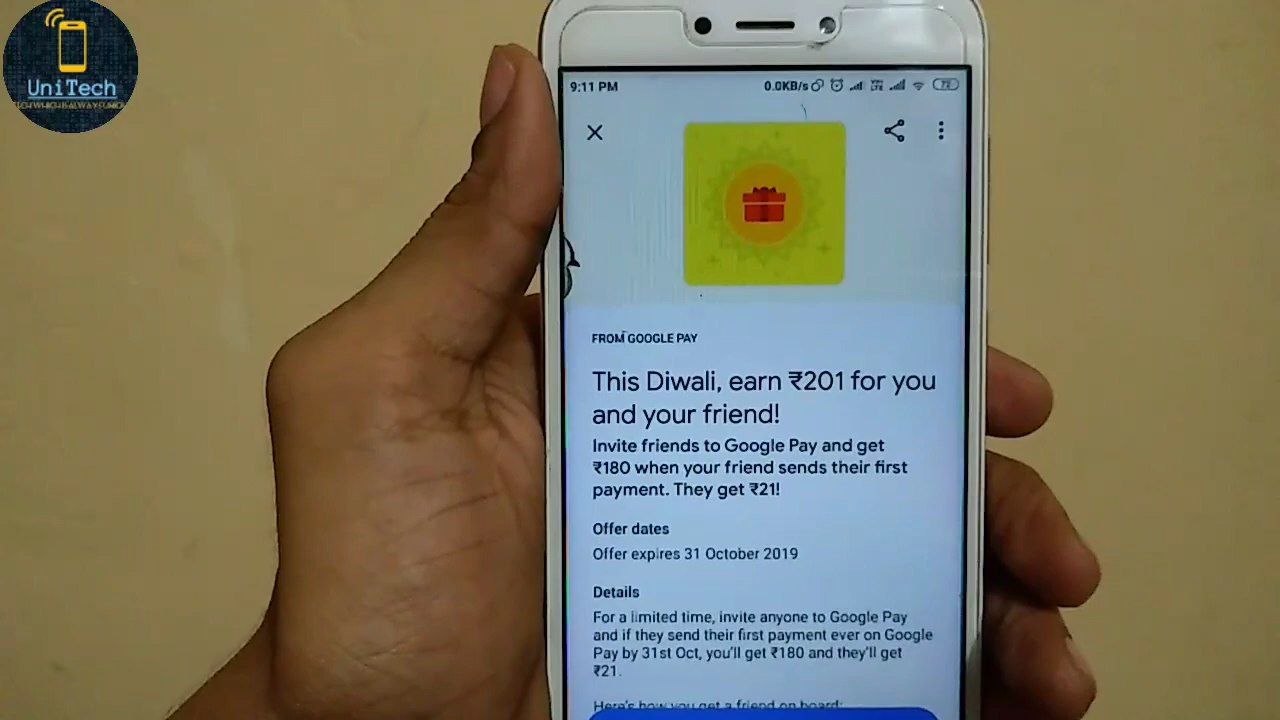 UniTech
9:11 PM
0.0KB/s
72
FROM GOOGLE PAY
This Diwali, earn ₹201 for you
and your friend!
Invite friends to Google Pay and get
₹180 when your friend sends their first
payment. They get ₹21!
Offer dates
Offer expires 31 October 2019
Details
For a limited time, invite anyone to Google Pay
and if they send their first payment ever on Google
Pay by 31st Oct, you'll get ₹180 and they'll get
₹21.
Here's how you get a friend on board: